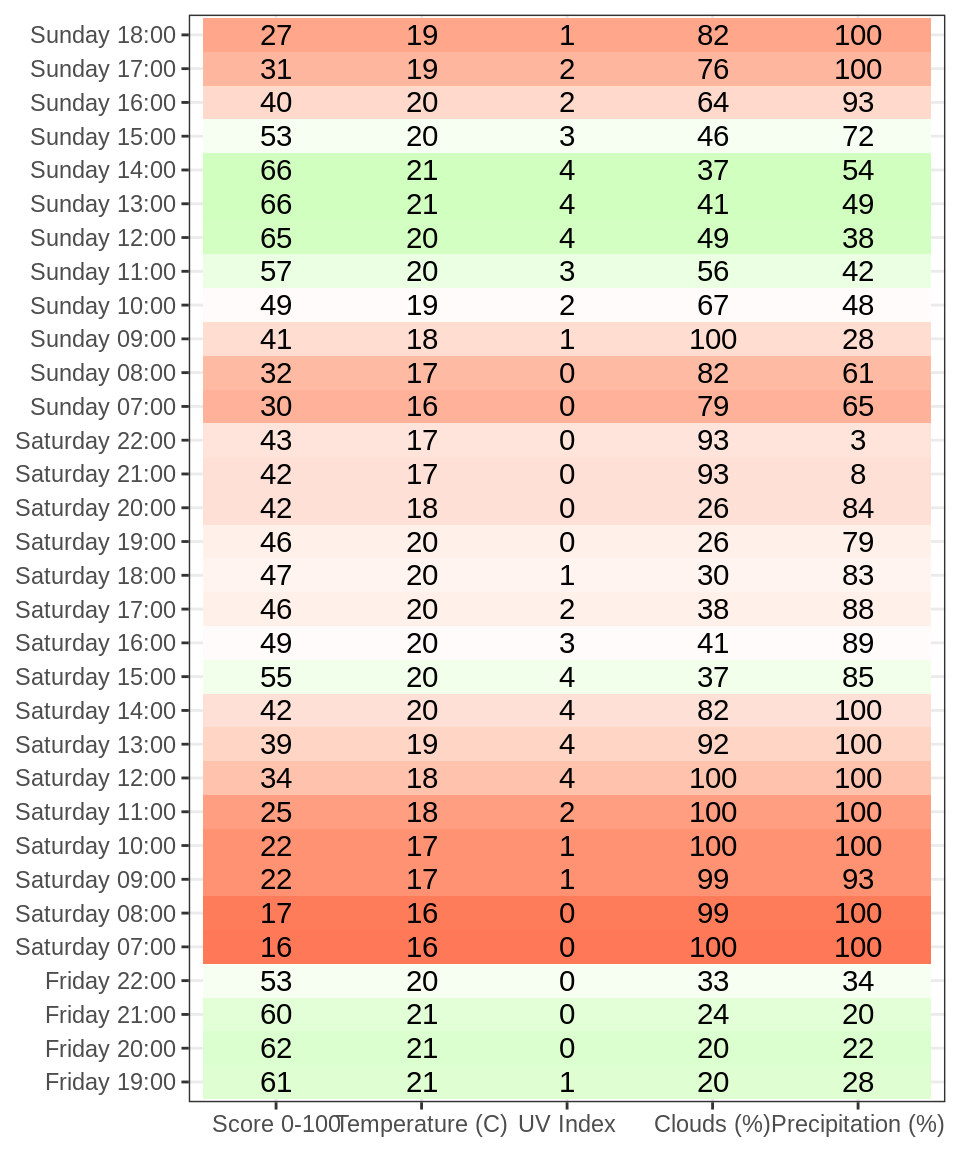 Sunday 18:00 27 19 1 82 100
Sunday 17:00 31 19 2 76 100
Sunday 16:00 40 20 2 64 93
Sunday 15:00 53 20 3 46 72
Sunday 14:00 66 21 4 37 54
Sunday 13:00 66 21 4 41 49
Sunday 12:00 65 20 4 49 38
Sunday 11:00 57 20 3 56 42
Sunday 10:00 49 19 2 67 48
Sunday 09:00 41 18 1 100 28
Sunday 08:00 32 17 0 82 61
Sunday 07:00 30 16 0 79 65
Saturday 22:00 43 17 0 93 3
Saturday 21:00 42 17 0 93 8
Saturday 20:00 42 18 0 26 84
Saturday 19:00 46 20 0 26 79
Saturday 18:00 47 20 1 30 83
Saturday 17:00 46 20 2 38 88
Saturday 16:00 49 20 3 41 89
Saturday 15:00 55 20 4 37 85
Saturday 14:00 42 20 4 82 100
Saturday 13:00 39 19 4 92 100
Saturday 12:00 34 18 4 100 100
Saturday 11:00 25 18 2 100 100
Saturday 10:00 22 17 1 100 100
Saturday 09:00 22 17 1 99 93
Saturday 08:00 17 16 0 99 100
Saturday 07:00 16 16 0 100 100
Friday 22:00 53 20 0 33 34
Friday 21:00 60 21 0 24 20
Friday 20:00 62 21 0 20 22
Friday 19:00 61 21 1 20 28
Score 0-100 Temperature (C) UV Index Clouds (%) Precipitation (%)